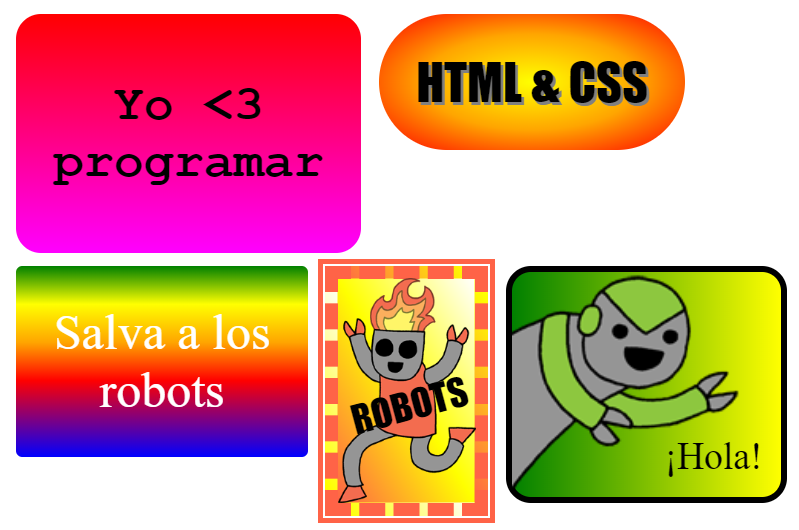 Yo <3
programar
HTML & CSS
Salva a los
robots
ROBOTS
¡Hola!